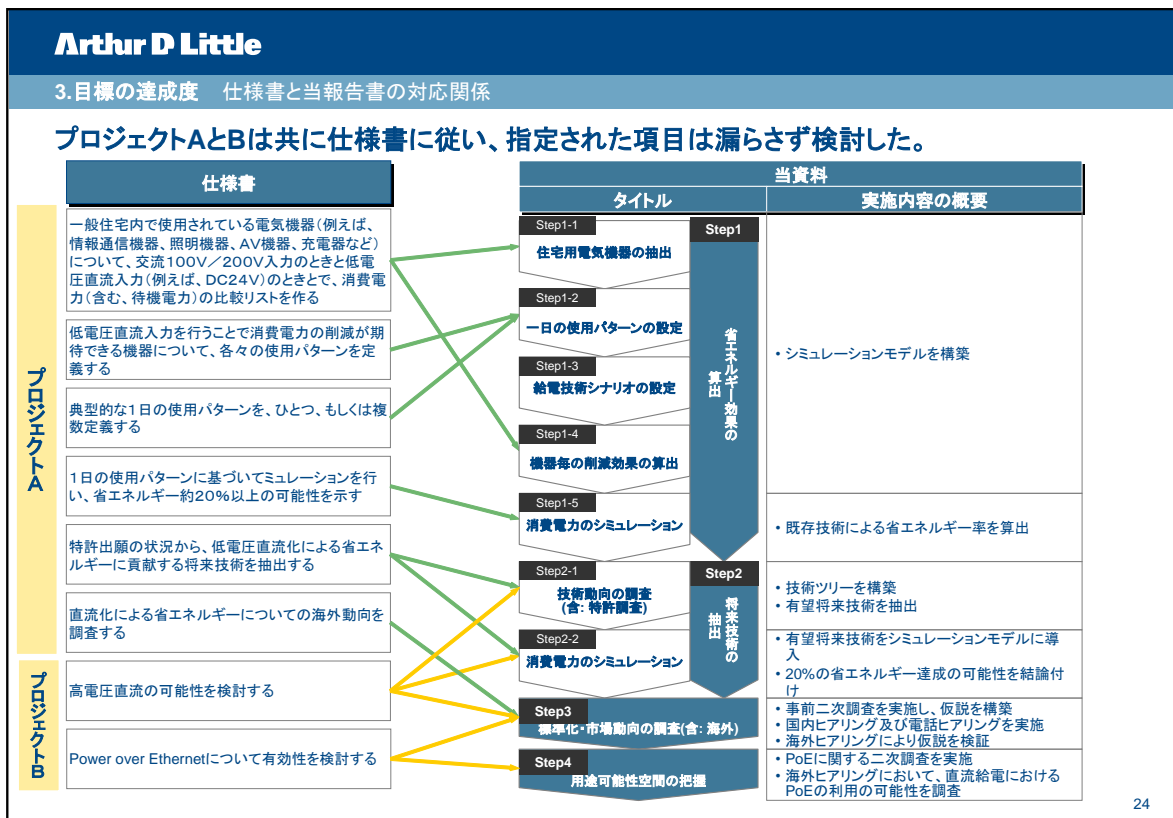 Arthur D Little
3.目標の達成度 仕様書と当報告書の対応関係
プロジェクトAとBは共に仕様書に従い、指定された項目は漏らさず検討した。
仕様書
プロジェクトA
一般住宅内で使用されている電気機器(例えば、
情報通信機器、照明機器、AV機器、充電器など)
について、交流100V/200V入力のときと低電
圧直流入力(例えば、DC24V)のときとで、消費電
力(含む、待機電力)の比較リストを作る
低電圧直流入力を行うことで消費電力の削減が期
待できる機器について、各々の使用パターンを定
義する
典型的な1日の使用パターンを、ひとつ、もしくは複
数定義する
1日の使用パターンに基づいてミュレーションを行
い、省エネルギー約20%以上の可能性を示す
特許出願の状況から、低電圧直流化による省エネ
ルギーに貢献する将来技術を抽出する
直流化による省エネルギーについての海外動向を
調査する
プロジェクトB
高電圧直流の可能性を検討する
Power over Ethernetについて有効性を検討する
当資料
タイトル
実施内容の概要
Step1
省エネルギー効果の
算出
Step1-1
住宅用電気機器の抽出
Step1-2
一日の使用パターンの設定
Step1-3
給電技術シナリオの設定
Step1-4
機器毎の削減効果の算出
・シミュレーションモデルを構築
Step1-5
消費電力のシミュレーション
・既存技術による省エネルギー率を算出
Step2
将来技術の
抽出
Step2-1
技術動向の調査
(含: 特許調査)
・技術ツリーを構築
・有望将来技術を抽出
Step2-2
消費電力のシミュレーション
・有望将来技術をシミュレーションモデルに導
入
・20%の省エネルギー達成の可能性を結論付
け
Step3
標準化・市場動向の調査(含: 海外)
・事前二次調査を実施し、仮説を構築
・国内ヒアリング及び電話ヒアリングを実施
・海外ヒアリングにより仮説を検証
Step4
用途可能性空間の把握
・PoEに関する二次調査を実施
・海外ヒアリングにおいて、直流給電における
PoEの利用の可能性を調査
24